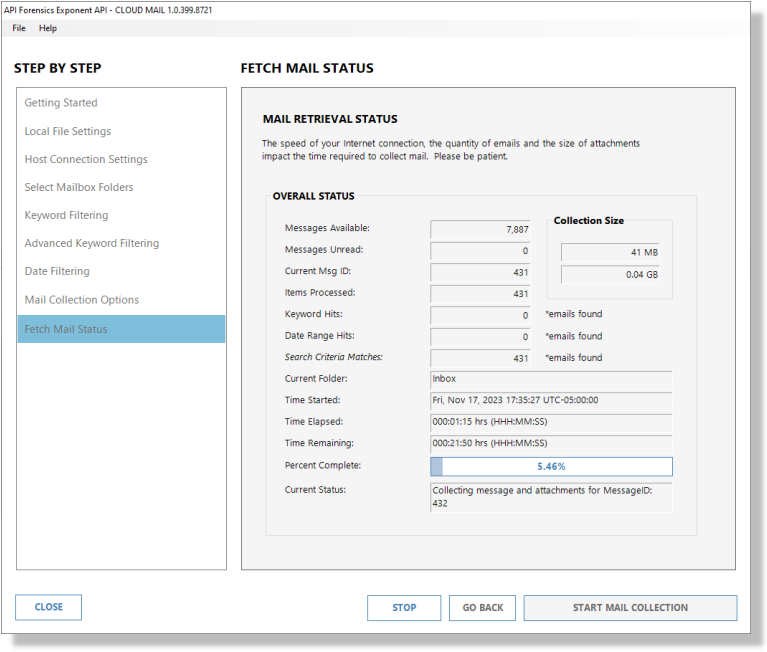 API Forensics Exponent API - CLOUD MAIL 1.0.399.8721
File Help
STEP BY STEP
Getting Started
Local File Settings
Host Connection Settings
Select Mailbox Folders
Keyword Filtering
Advanced Keyword Filtering
Date Filtering
Mail Collection Options
Fetch Mail Status
FETCH MAIL STATUS
MAIL RETRIEVAL STATUS
The speed of your Internet connection, the quantity of emails and the size of attachments
impact the time required to collect mail. Please be patient.
OVERALL STATUS
Messages Available: 7,887
Messages Unread: 0
Current Msg ID: 431
Items Processed: 431
Keyword Hits: 0 *emails found
Date Range Hits: 0 *emails found
Search Criteria Matches: 431 *emails found
Collection Size
41 MB
0.04 GB
Current Folder: Inbox
Time Started: Fri, Nov 17, 2023 17:35:27 UTC-05:00:00
Time Elapsed: 000:01:15 hrs (HHH:MM:SS)
Time Remaining: 000:21:50 hrs (HHH:MM:SS)
Percent Complete: 5.46%
Current Status: Collecting message and attachments for MessageID:
432
CLOSE STOP GO BACK START MAIL COLLECTION